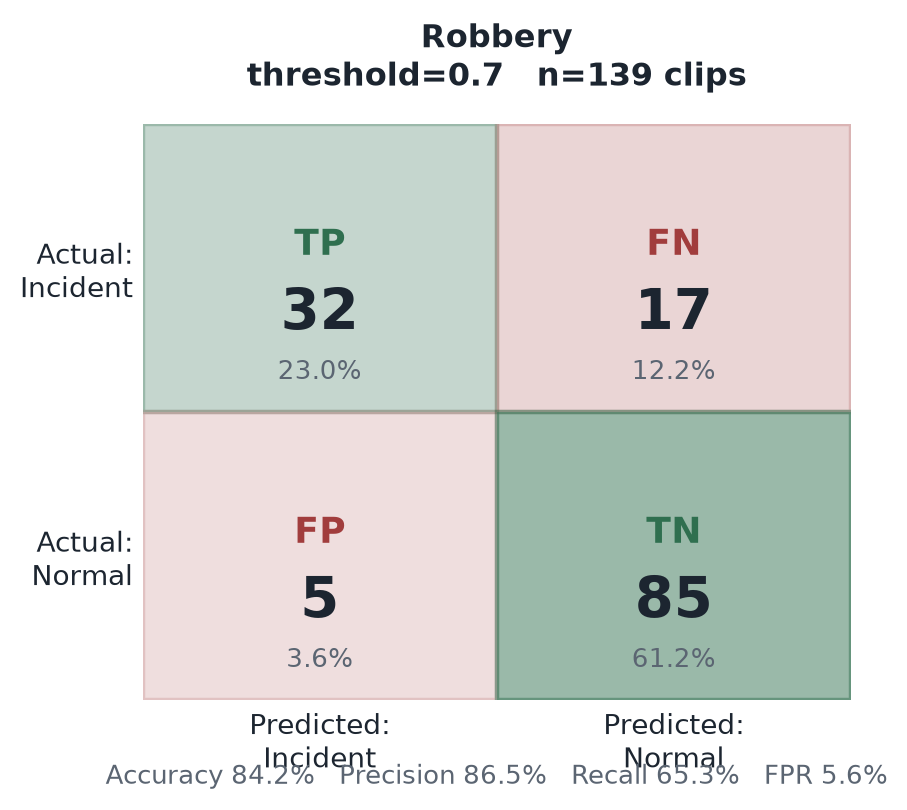 Robbery
threshold=0.7   n=139 clips
Actual:
Incident
TP
32
23.0%
FN
17
12.2%
Actual:
Normal
FP
5
3.6%
TN
85
61.2%
Predicted:
Incident
Predicted:
Normal
Accuracy 84.2%   Precision 86.5%   Recall 65.3%   FPR 5.6%